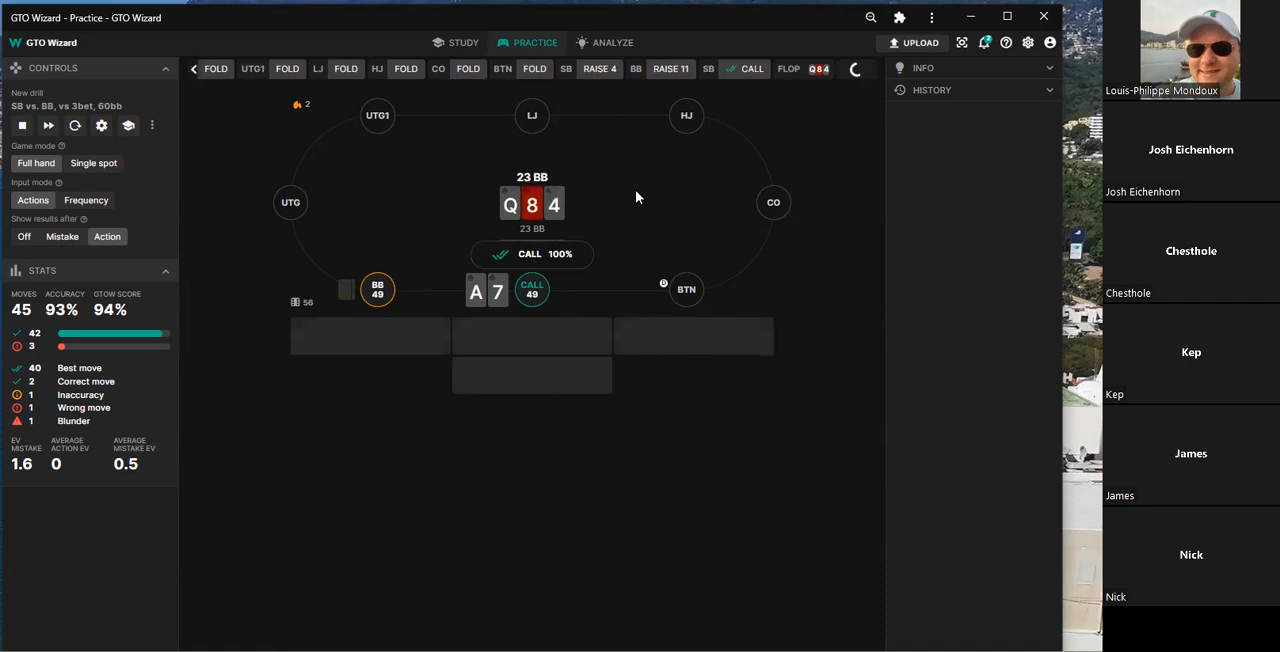 GTO Wizard - Practice - GTO Wizard
GTO Wizard
STUDY
PRACTICE
ANALYZE
UPLOAD
2
CONTROLS
FOLD UTG1 FOLD LJ FOLD HJ FOLD CO FOLD BTN FOLD SB RAISE 4 BB RAISE 11 SB CALL FLOP Q 8 4
INFO
HISTORY
New drill
SB vs. BB, vs 3bet, 60bb
Game mode
Full hand Single spot
Input mode
Actions Frequency
Show results after
Off Mistake Action
STATS
MOVES ACCURACY GTOW SCORE
45 93% 94%
42
3
40 Best move
2 Correct move
1 Inaccuracy
1 Wrong move
1 Blunder
EV MISTAKE
AVERAGE ACTION EV
AVERAGE MISTAKE EV
1.6 0 0.5
2
UTG1
LJ
HJ
UTG
23 BB
Q 8 4
23 BB
CO
CALL 100%
BB
49
A 7
CALL
49
D
BTN
56
Louis-Philippe Mondoux
Josh Eichenhorn
Josh Eichenhorn
Chesthole
Chesthole
Kep
Kep
James
James
Nick
Nick